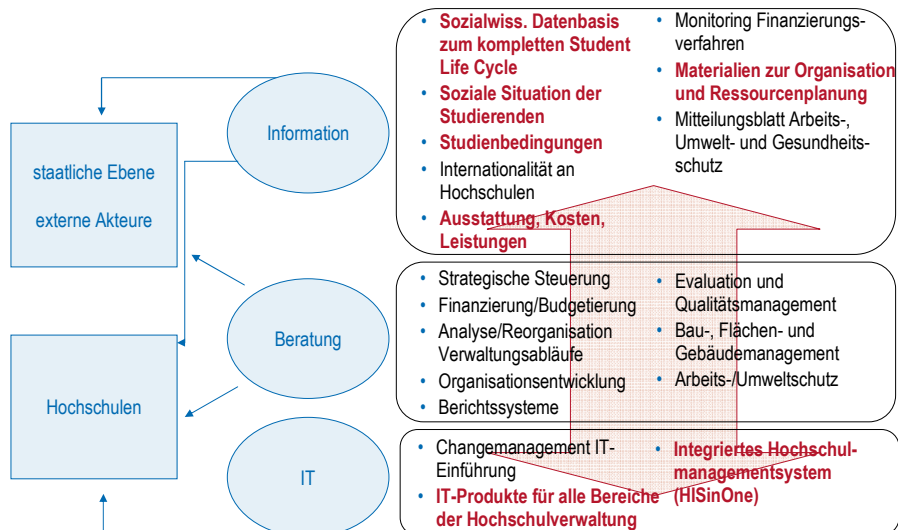 staatliche Ebene
externe Akteure
Hochschulen
Information
Beratung
IT
• Sozialwiss. Datenbasis
zum kompletten Student
Life Cycle
• Soziale Situation der
Studierenden
• Studienbedingungen
• Internationalität an
Hochschulen
• Ausstattung, Kosten,
Leistungen
• Monitoring Finanzierungs-
verfahren
• Materialien zur Organisation
und Ressourcenplanung
• Mitteilungsblatt Arbeits-,
Umwelt- und Gesundheits-
schutz
• Strategische Steuerung
• Finanzierung/Budgetierung
• Analyse/Reorganisation
Verwaltungsabläufe
• Organisationsentwicklung
• Berichtssysteme
• Evaluation und
Qualitätsmanagement
• Bau-, Flächen- und
Gebäudemanagement
• Arbeits-/Umweltschutz
• Changemanagement IT-
Einführung
• IT-Produkte für alle Bereiche
der Hochschulverwaltung
• Integriertes Hochschul-
managementsystem
(HISinOne)